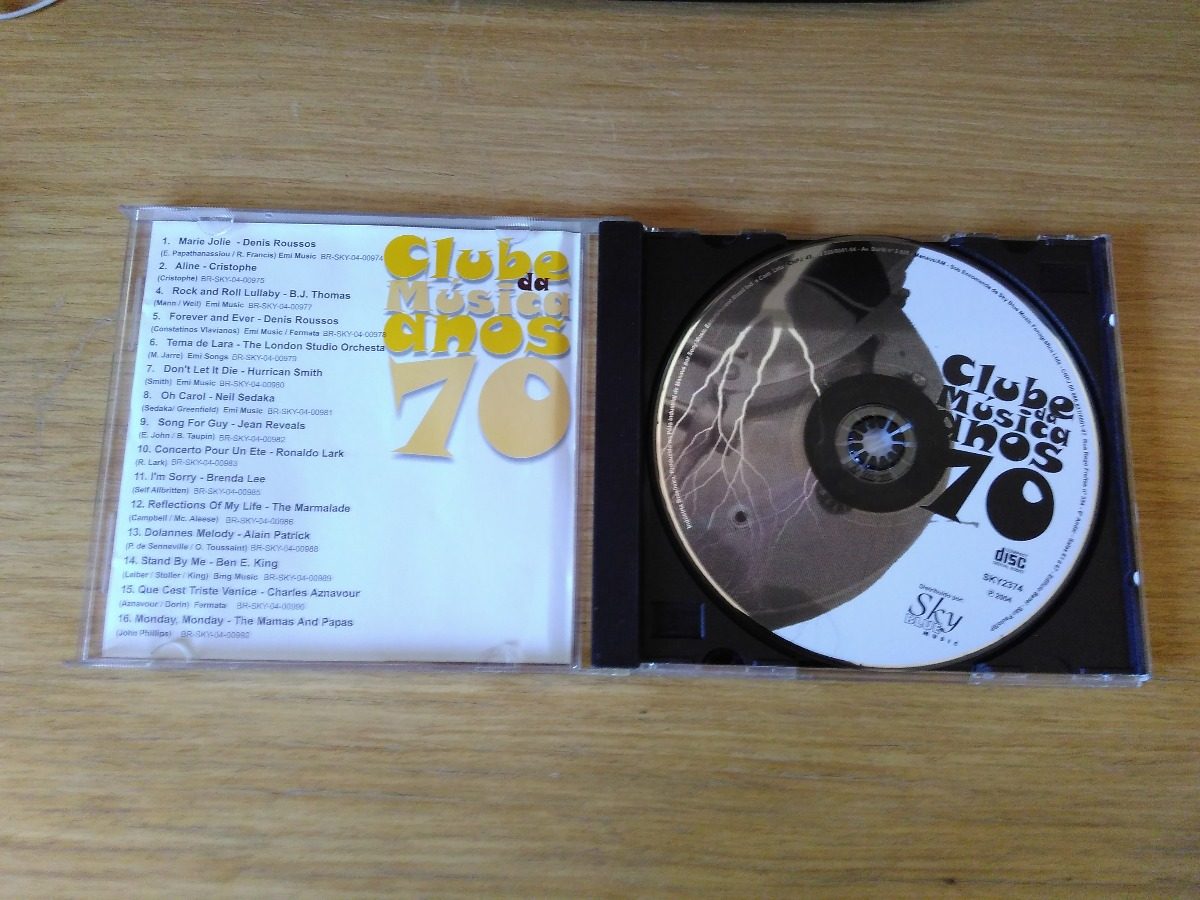 1. Marie Jolie - Denis Roussos
(E. Papathanassiou / R. Francis) Emi Music BR-SKY-04-00974
2. Aline - Cristophe
(Cristophe) BR-SKY-04-00975
4. Rock and Roll Lullaby - B.J. Thomas
(Mann / Weil) Emi Music BR-SKY-04-00977
5. Forever and Ever - Denis Roussos
(Constatinos Vlavianos) Emi Music / Fermata BR-SKY-04-00978
6. Tema de Lara - The London Studio Orchesta
(M. Jarre) Emi Songs BR-SKY-04-00979
7. Don't Let It Die - Hurrican Smith
(Smith) Emi Music BR-SKY-04-00980
8. Oh Carol - Neil Sedaka
(Sedaka/ Greenfield) Emi Music BR-SKY-04-00981
9. Song For Guy - Jean Reveals
(E. John / B. Taupin) BR-SKY-04-00982
10. Concerto Pour Un Ete - Ronaldo Lark
(R. Lark) BR-SKY-04-00983
11. I'm Sorry - Brenda Lee
(Self Allbritten) BR-SKY-04-00985
12. Reflections Of My Life - The Marmalade
(Campbell / Mc. Aleese) BR-SKY-04-00986
13. Dolannes Melody - Alain Patrick
(P. de Senneville / O. Toussaint) BR-SKY-04-00988
14. Stand By Me - Ben E. King
(Leiber / Stoller / King) Bmg Music BR-SKY-04-00989
15. Que Cest Triste Venice - Charles Aznavour
(Aznavour / Dorin) Fermata BR-SKY-04-00990
16. Monday, Monday - The Mamas And Papas
(John Phillips) BR-SKY-04-00992
Clube
da
Música
anos
70
Clube
da
Música
anos
70
COMPACT
disc
DIGITAL AUDIO
SKY2374
℗ 2004
Distribuído por:
Sky
BLUE
MUSIC